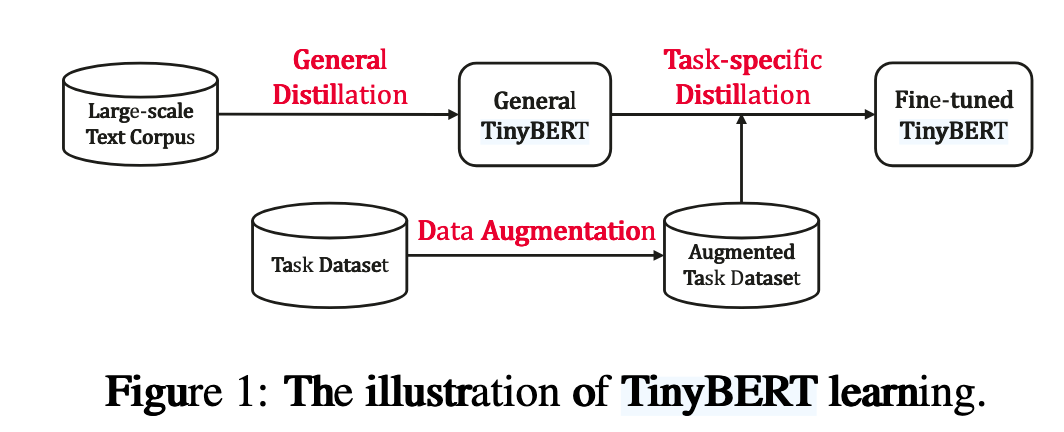 General
Distillation
Task-specific
Distillation
Large-scale
Text Corpus
General
TinyBERT
Fine-tuned
TinyBERT
Data Augmentation
Task Dataset
Augmented
Task Dataset
Figure 1: The illustration of TinyBERT learning.